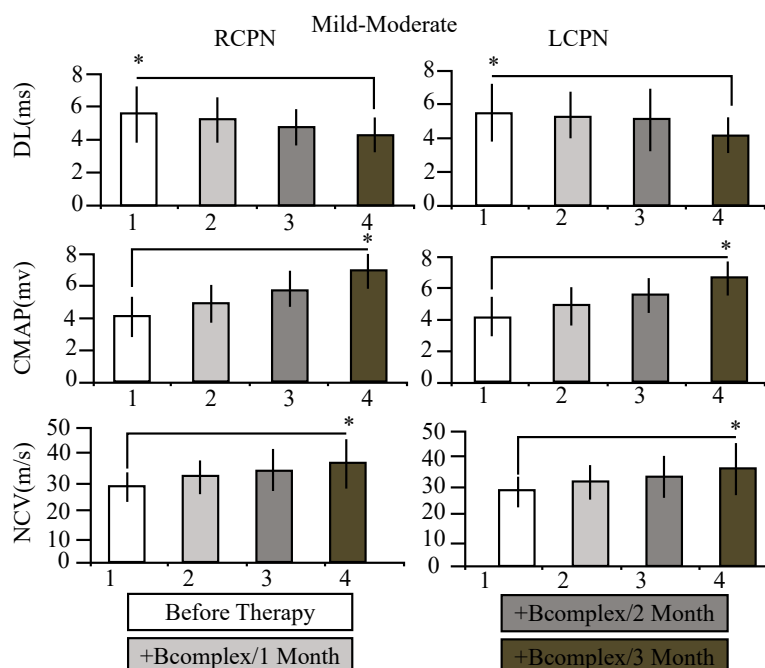 Mild-Moderate
RCPN
LCPN
DL(ms)
8
6
4
2
0
*
1 2 3 4
8
6
4
2
0
*
1 2 3 4
CMAP(mv)
8
6
4
2
0
*
1 2 3 4
8
6
4
2
0
*
1 2 3 4
NCV(m/s)
50
40
30
20
10
0
*
1 2 3 4
50
40
30
20
10
0
*
1 2 3 4
Before Therapy
+Bcomplex/2 Month
+Bcomplex/1 Month
+Bcomplex/3 Month